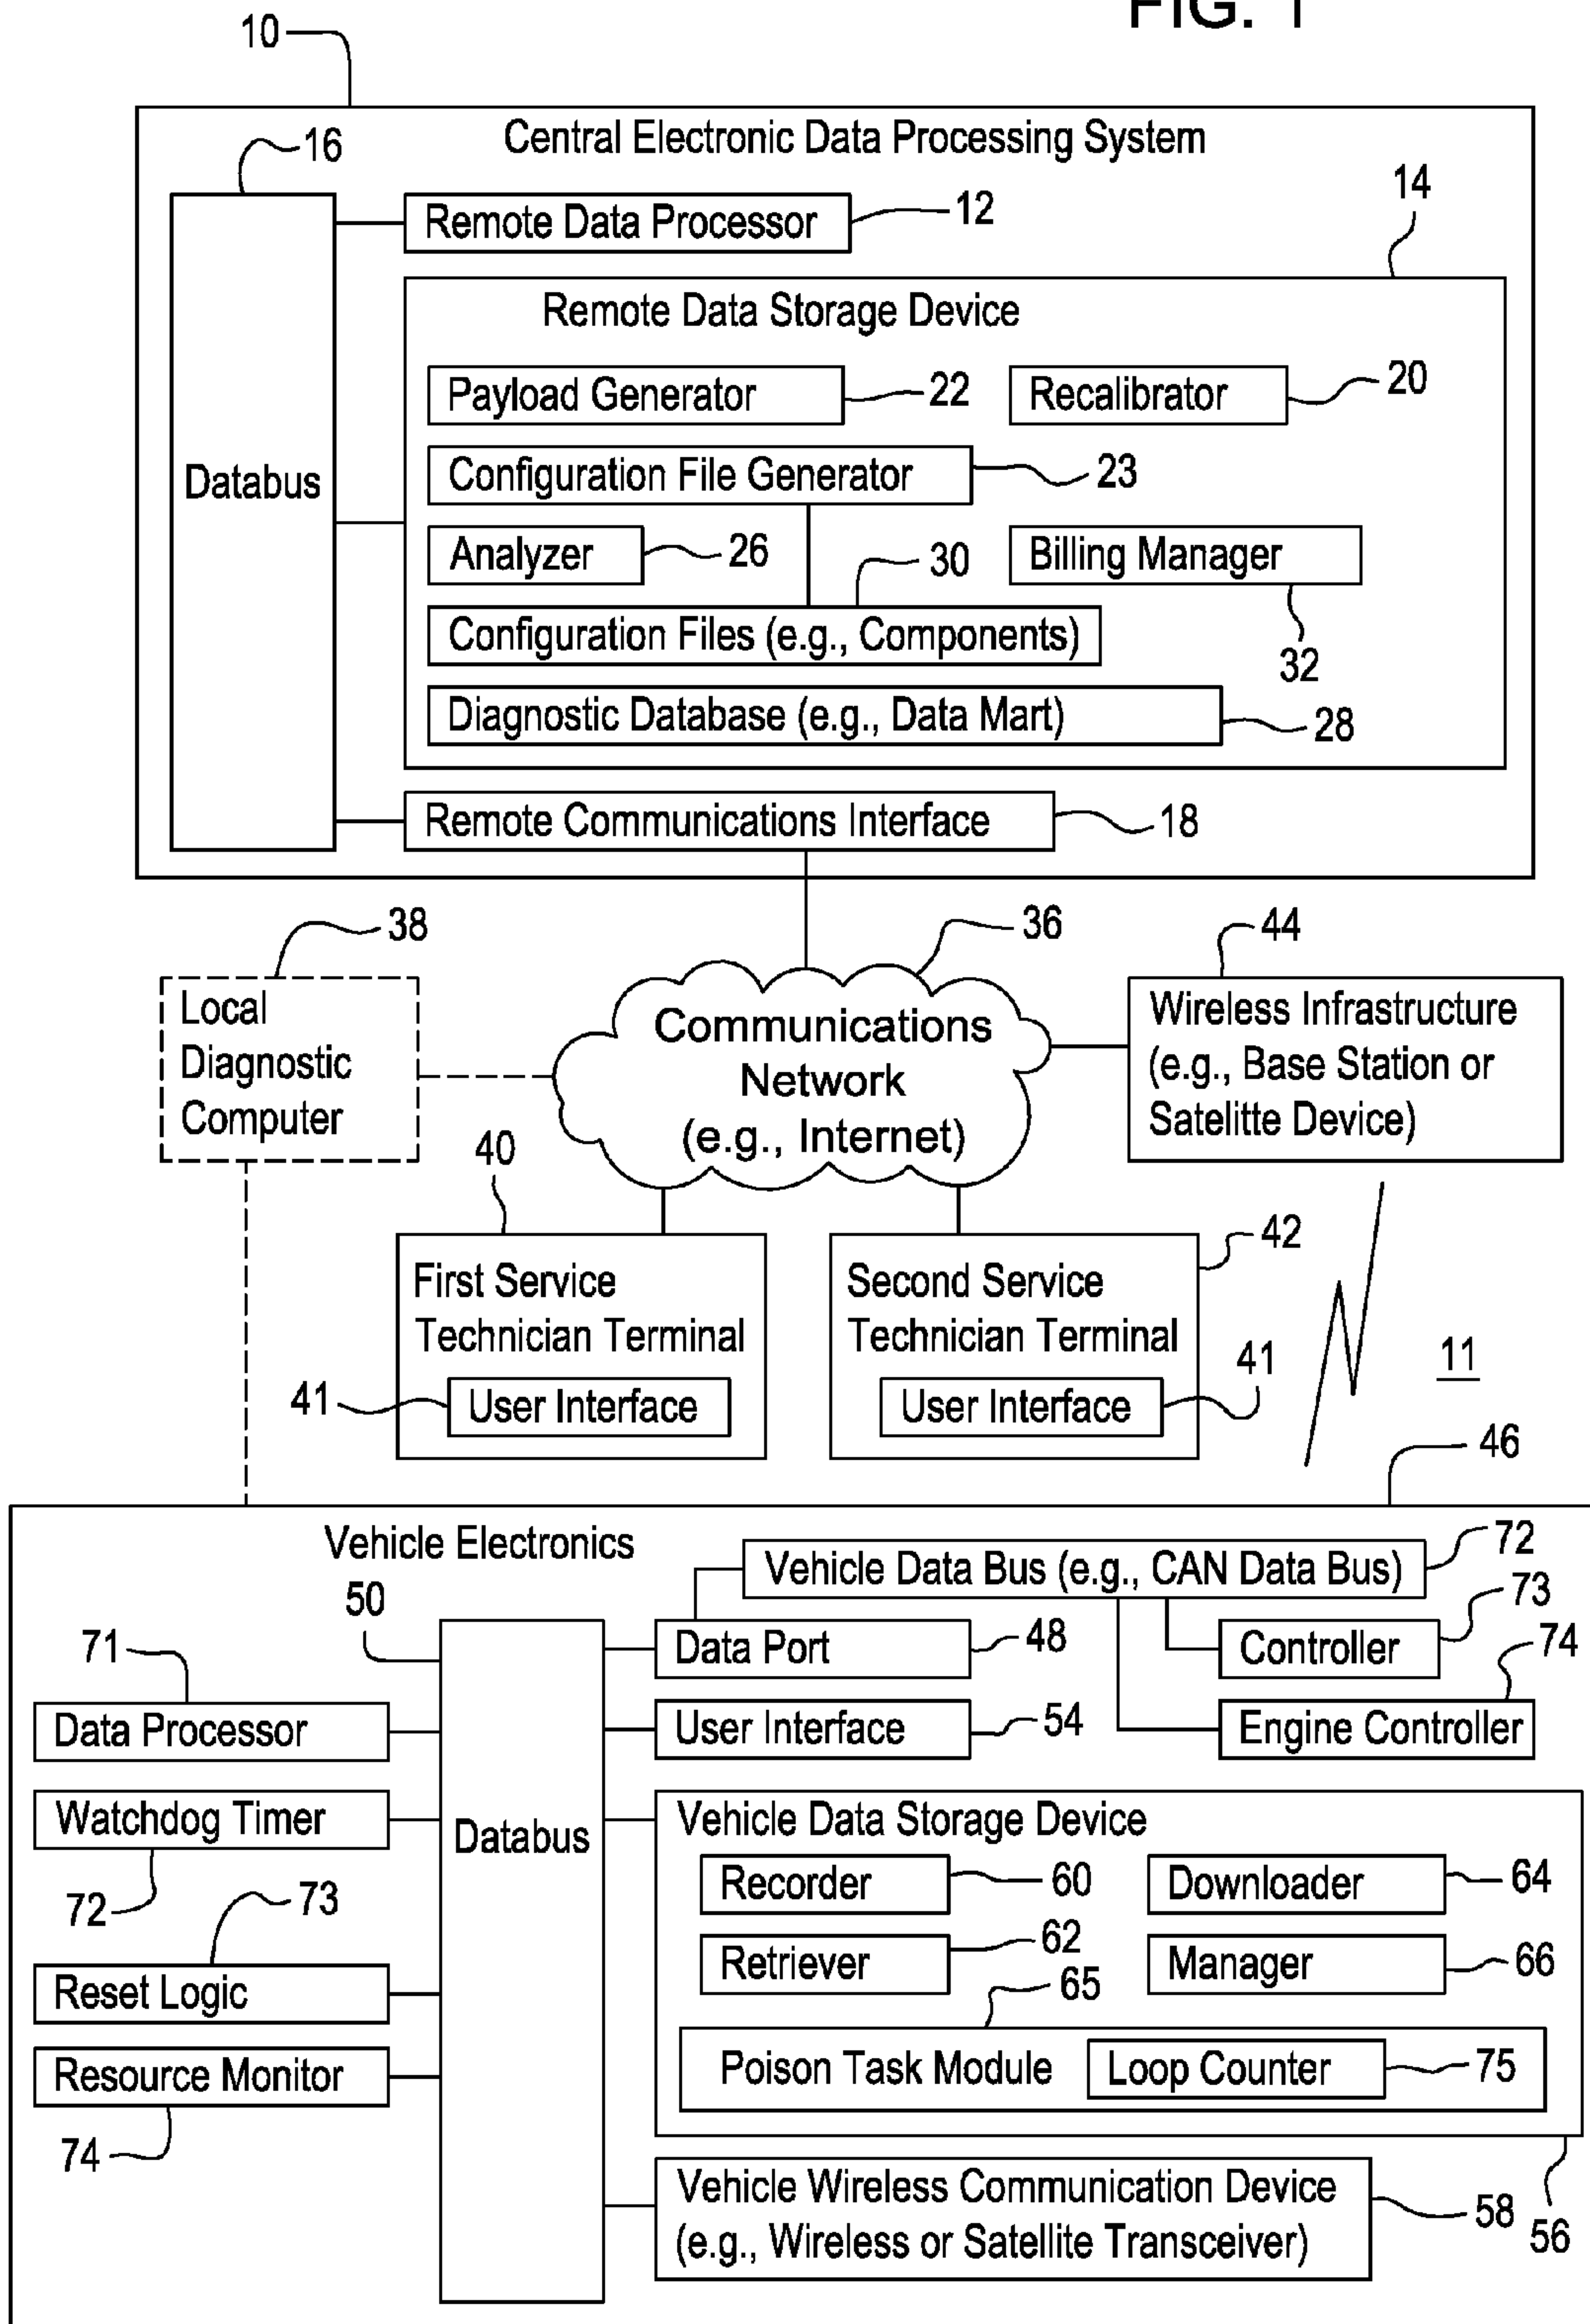 FIG. 1
10
Central Electronic Data Processing System
16
14
Remote Data Processor
12
Remote Data Storage Device
Payload Generator
22
Recalibrator
20
Databus
Configuration File Generator
23
Analyzer
26
30
Billing Manager
Configuration Files (e.g., Components)
32
Diagnostic Database (e.g., Data Mart)
28
Remote Communications Interface
18
38
36
44
Local
Diagnostic
Computer
Communications
Network
(e.g., Internet)
Wireless Infrastructure
(e.g., Base Station or
Satelitte Device)
40
42
First Service
Technician Terminal
41
User Interface
Second Service
Technician Terminal
41
User Interface
11
46
Vehicle Electronics
Vehicle Data Bus (e.g., CAN Data Bus)
72
50
73
71
Data Port
48
Controller
74
Data Processor
User Interface
54
Engine Controller
Watchdog Timer
72
Databus
Vehicle Data Storage Device
Recorder
60
Downloader
64
73
Retriever
62
Manager
66
Reset Logic
65
Resource Monitor
74
Poison Task Module
Loop Counter
75
Vehicle Wireless Communication Device
(e.g., Wireless or Satellite Transceiver)
58
56